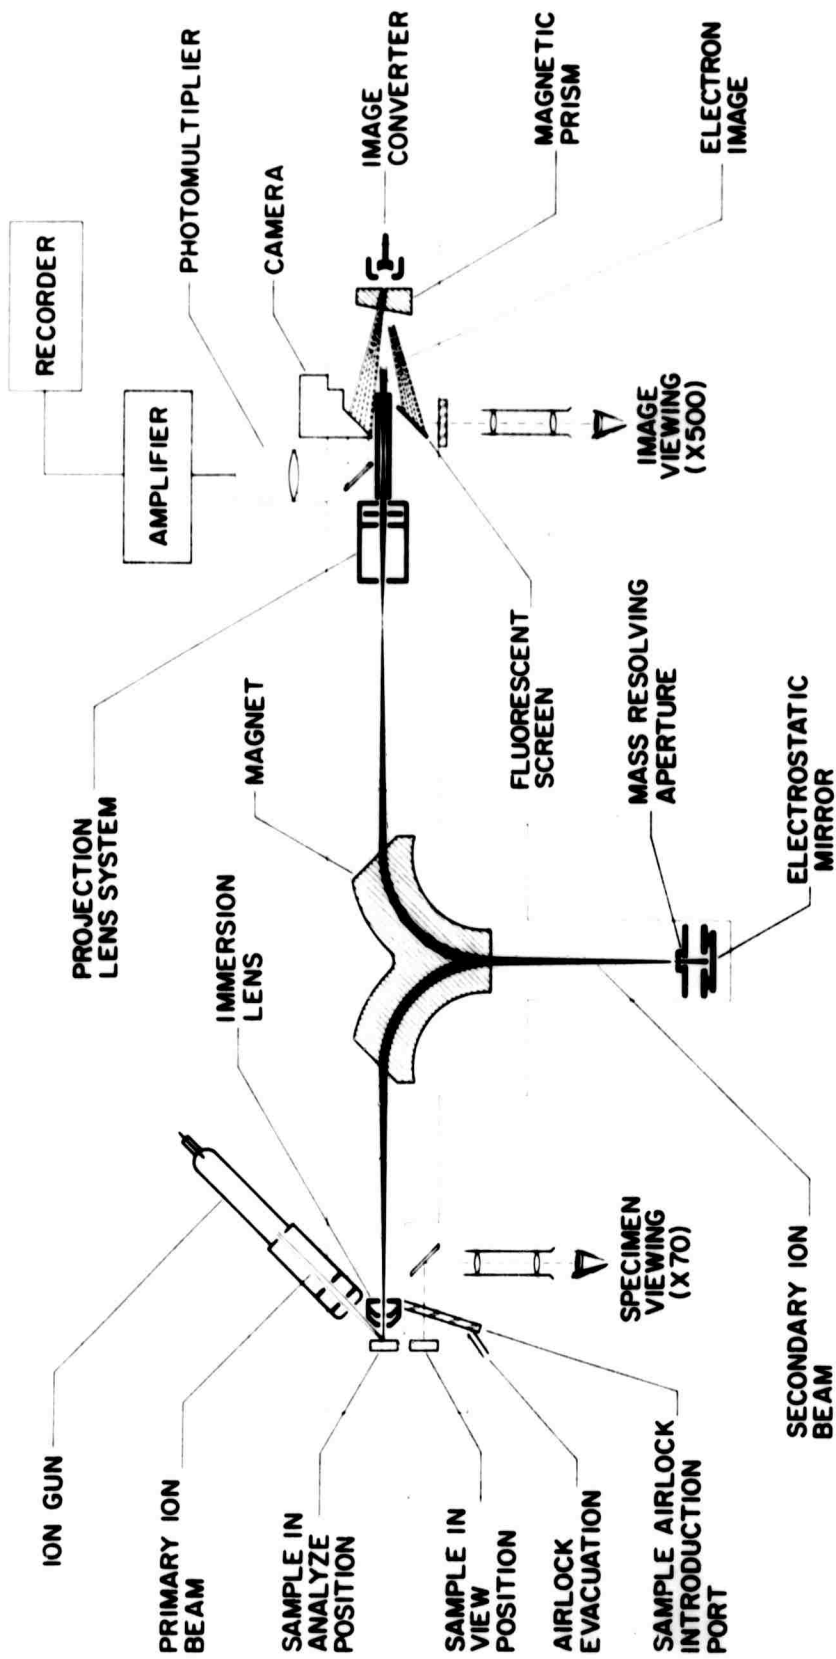 ION GUN
PRIMARY ION
BEAM
SAMPLE IN
ANALYZE
POSITION
SAMPLE IN
VIEW
POSITION
AIRLOCK
EVACUATION
SAMPLE AIRLOCK
INTRODUCTION
PORT
SECONDARY ION
BEAM
SPECIMEN
VIEWING
(X70)
IMMERSION
LENS
MAGNET
PROJECTION
LENS SYSTEM
ELECTROSTATIC
MIRROR
MASS RESOLVING
APERTURE
FLUORESCENT
SCREEN
AMPLIFIER
RECORDER
PHOTOMULTIPLIER
CAMERA
IMAGE
CONVERTER
MAGNETIC
PRISM
ELECTRON
IMAGE
IMAGE
VIEWING
(X500)